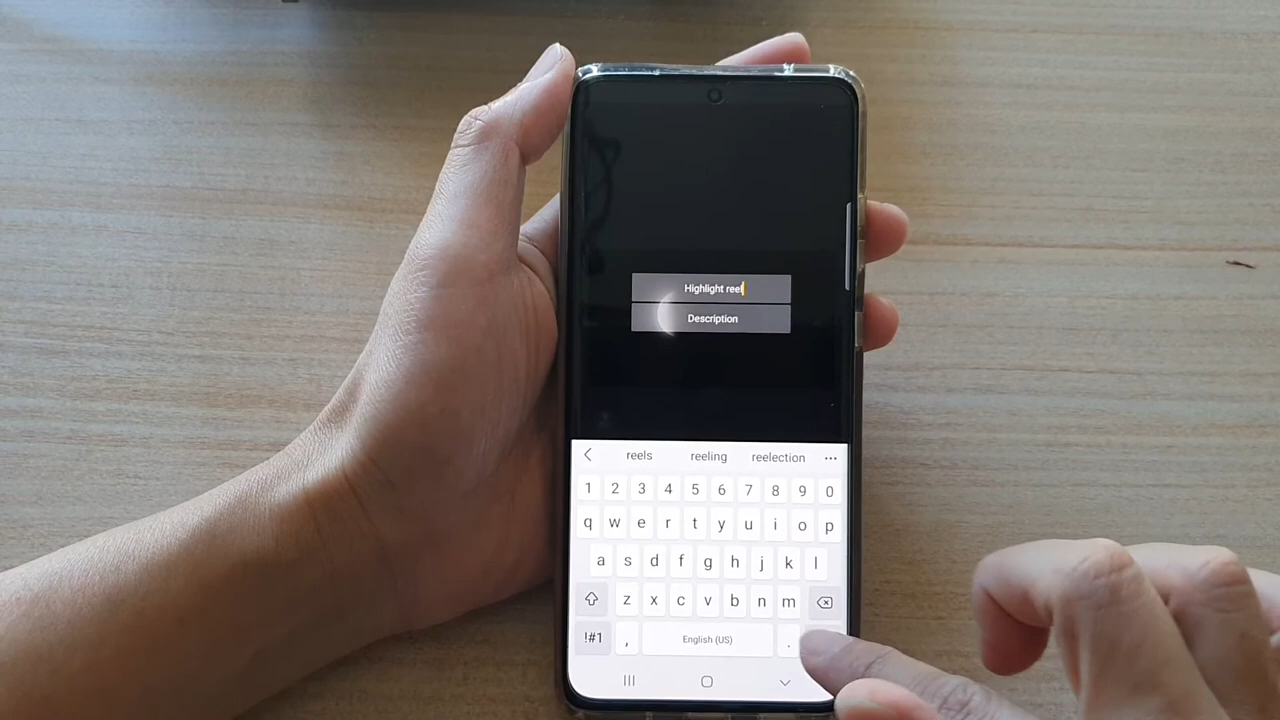 Highlight reel
Description
reels reeling reelection
1 2 3 4 5 6 7 8 9 0
q w e r t y u i o p
a s d f g h j k l
z x c v b n m
!#1 , English (US) .